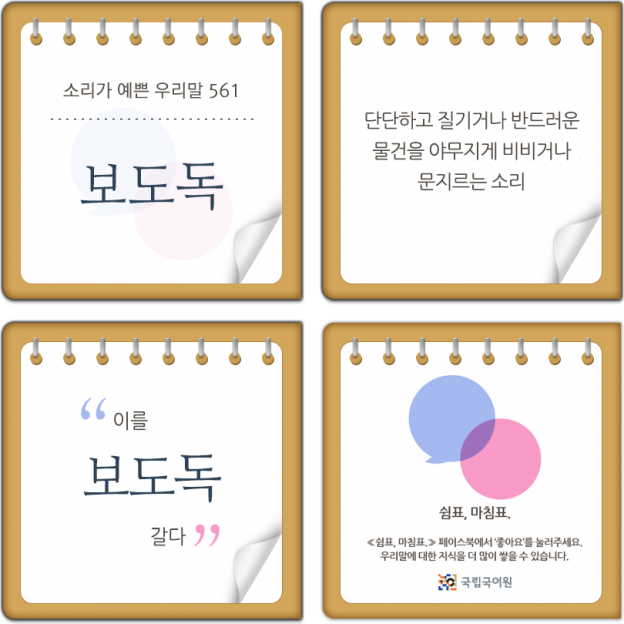 소리가 예쁜 우리말 561
보도독
단단하고 질기거나 반드러운
물건을 야무지게 비비거나
문지르는 소리
“ 이를
보도독
갈다 ”
쉼표, 마침표.
≪쉼표, 마침표.≫ 페이스북에서 '좋아요'를 눌러주세요.
우리말에 대한 지식을 더 많이 쌓을 수 있습니다.
국립국어원